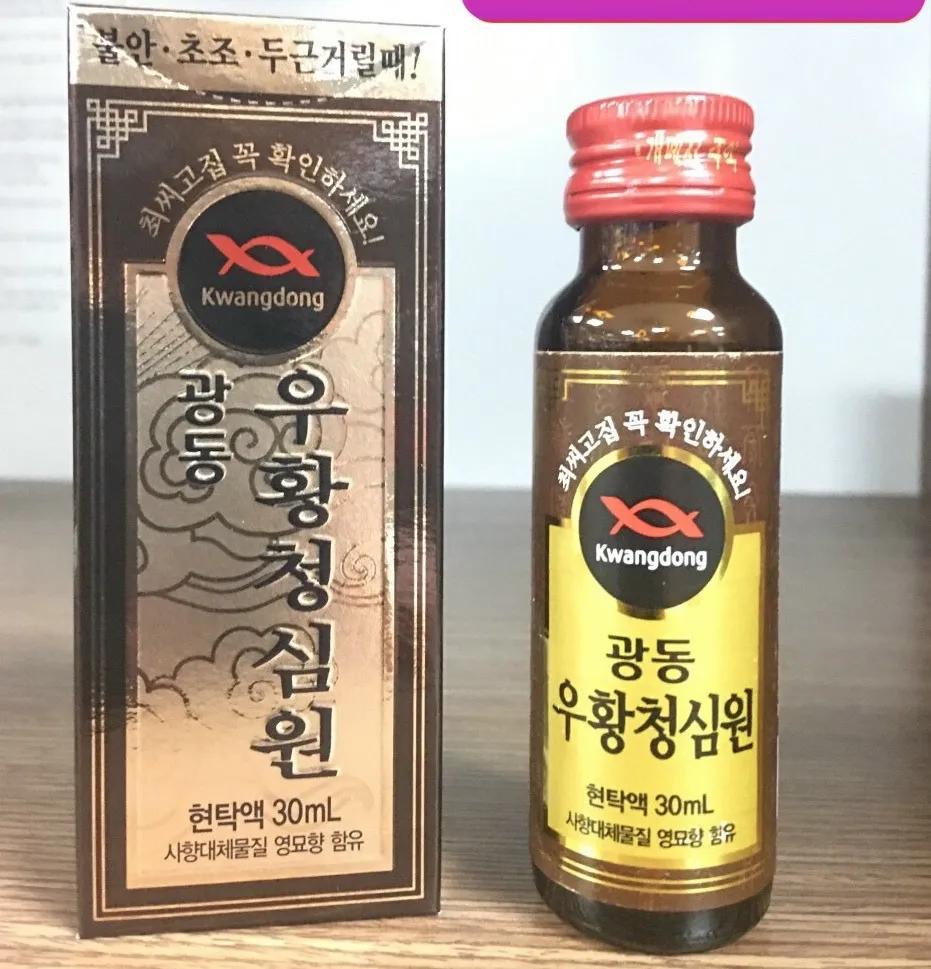 불안·초조·두근거릴때!
최씨고집 꼭 확인하세요!
Kwangdong
광동
우황청심원
현탁액 30mL
사향대체물질 영묘향 함유
최씨고집 꼭 확인하세요!
Kwangdong
광동
우황청심원
현탁액 30mL
사향대체물질 영묘향 함유